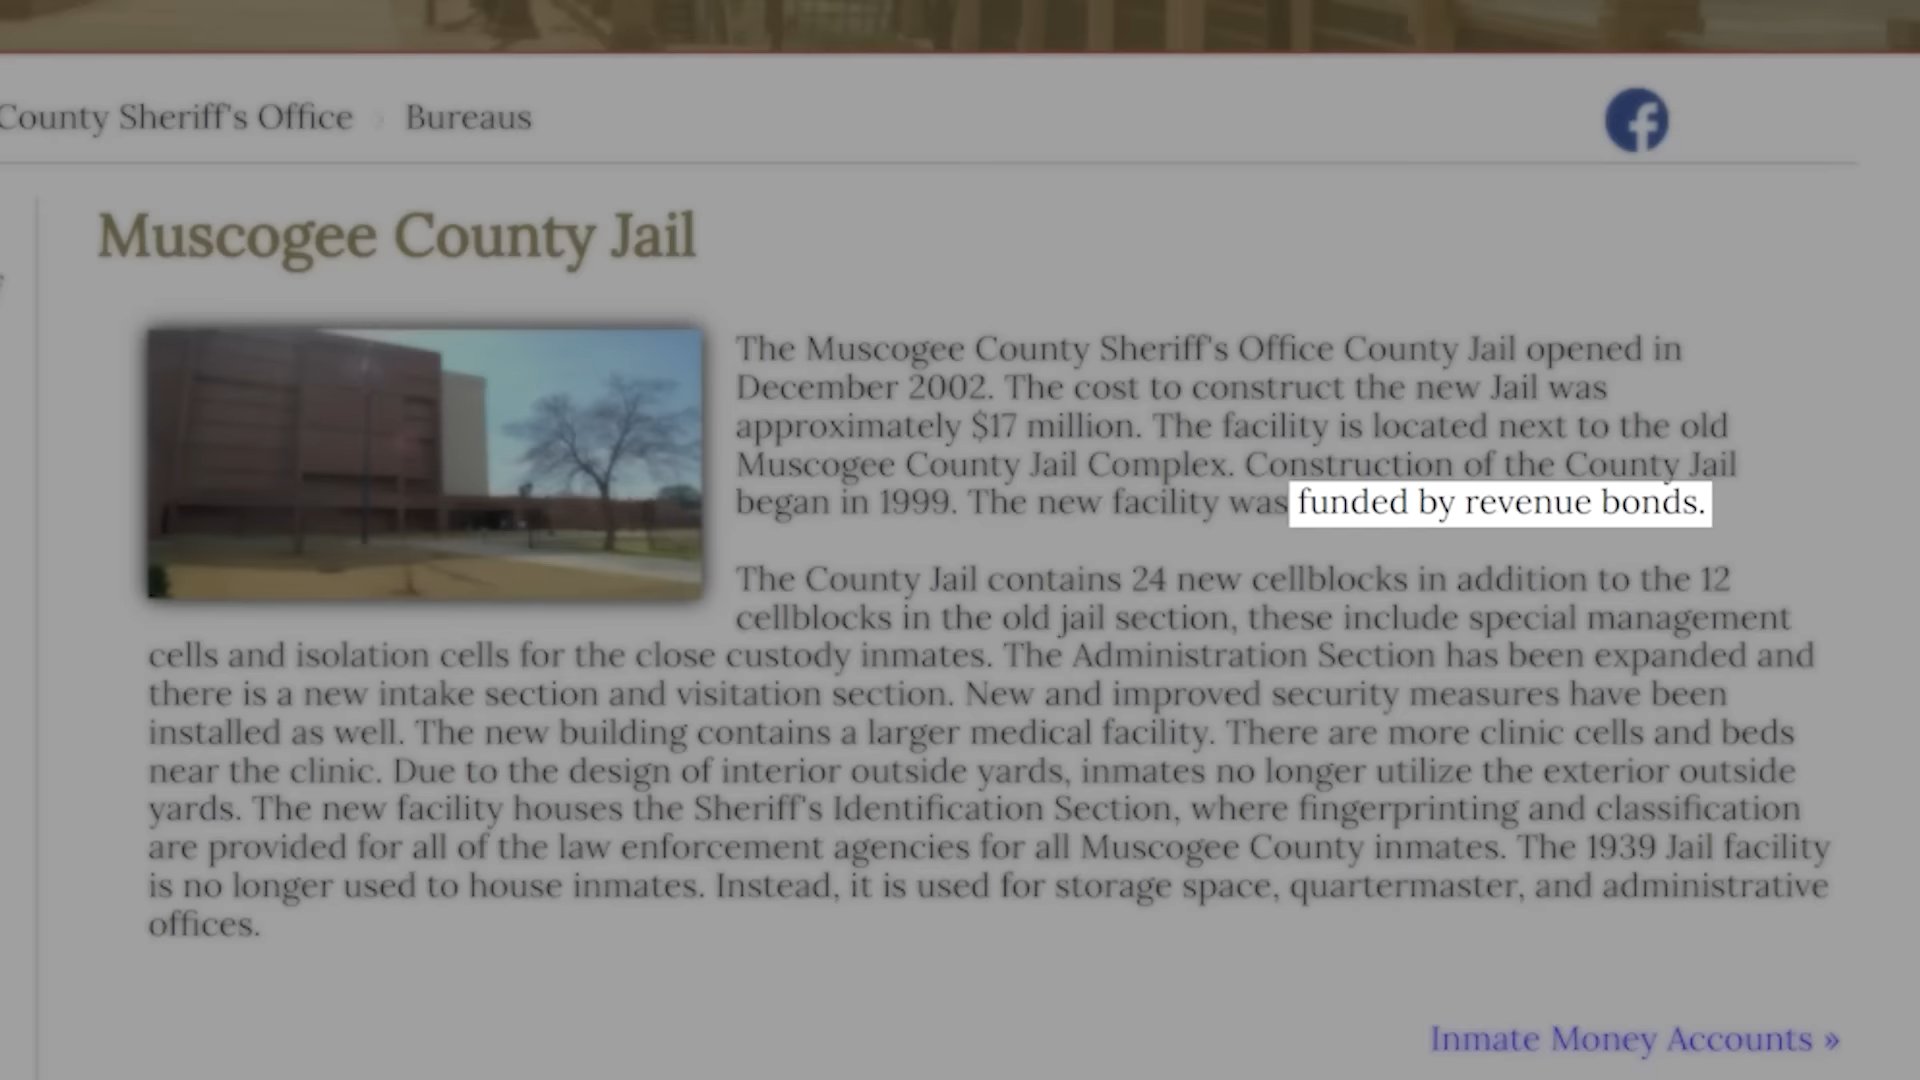 County Sheriff's Office
Bureaus
Muscogee County Jail
The Muscogee County Sheriff's Office County Jail opened in
December 2002. The cost to construct the new Jail was
approximately $17 million. The facility is located next to the old
Muscogee County Jail Complex. Construction of the County Jail
began in 1999. The new facility was funded by revenue bonds.
The County Jail contains 24 new cellblocks in addition to the 12
cellblocks in the old jail section, these include special management
cells and isolation cells for the close custody inmates. The Administration Section has been expanded and
there is a new intake section and visitation section. New and improved security measures have been
installed as well. The new building contains a larger medical facility. There are more clinic cells and beds
near the clinic. Due to the design of interior outside yards, inmates no longer utilize the exterior outside
yards. The new facility houses the Sheriff's Identification Section, where fingerprinting and classification
are provided for all of the law enforcement agencies for all Muscogee County inmates. The 1939 Jail facility
is no longer used to house inmates. Instead, it is used for storage space, quartermaster, and administrative
offices.
Inmate Money Accounts »